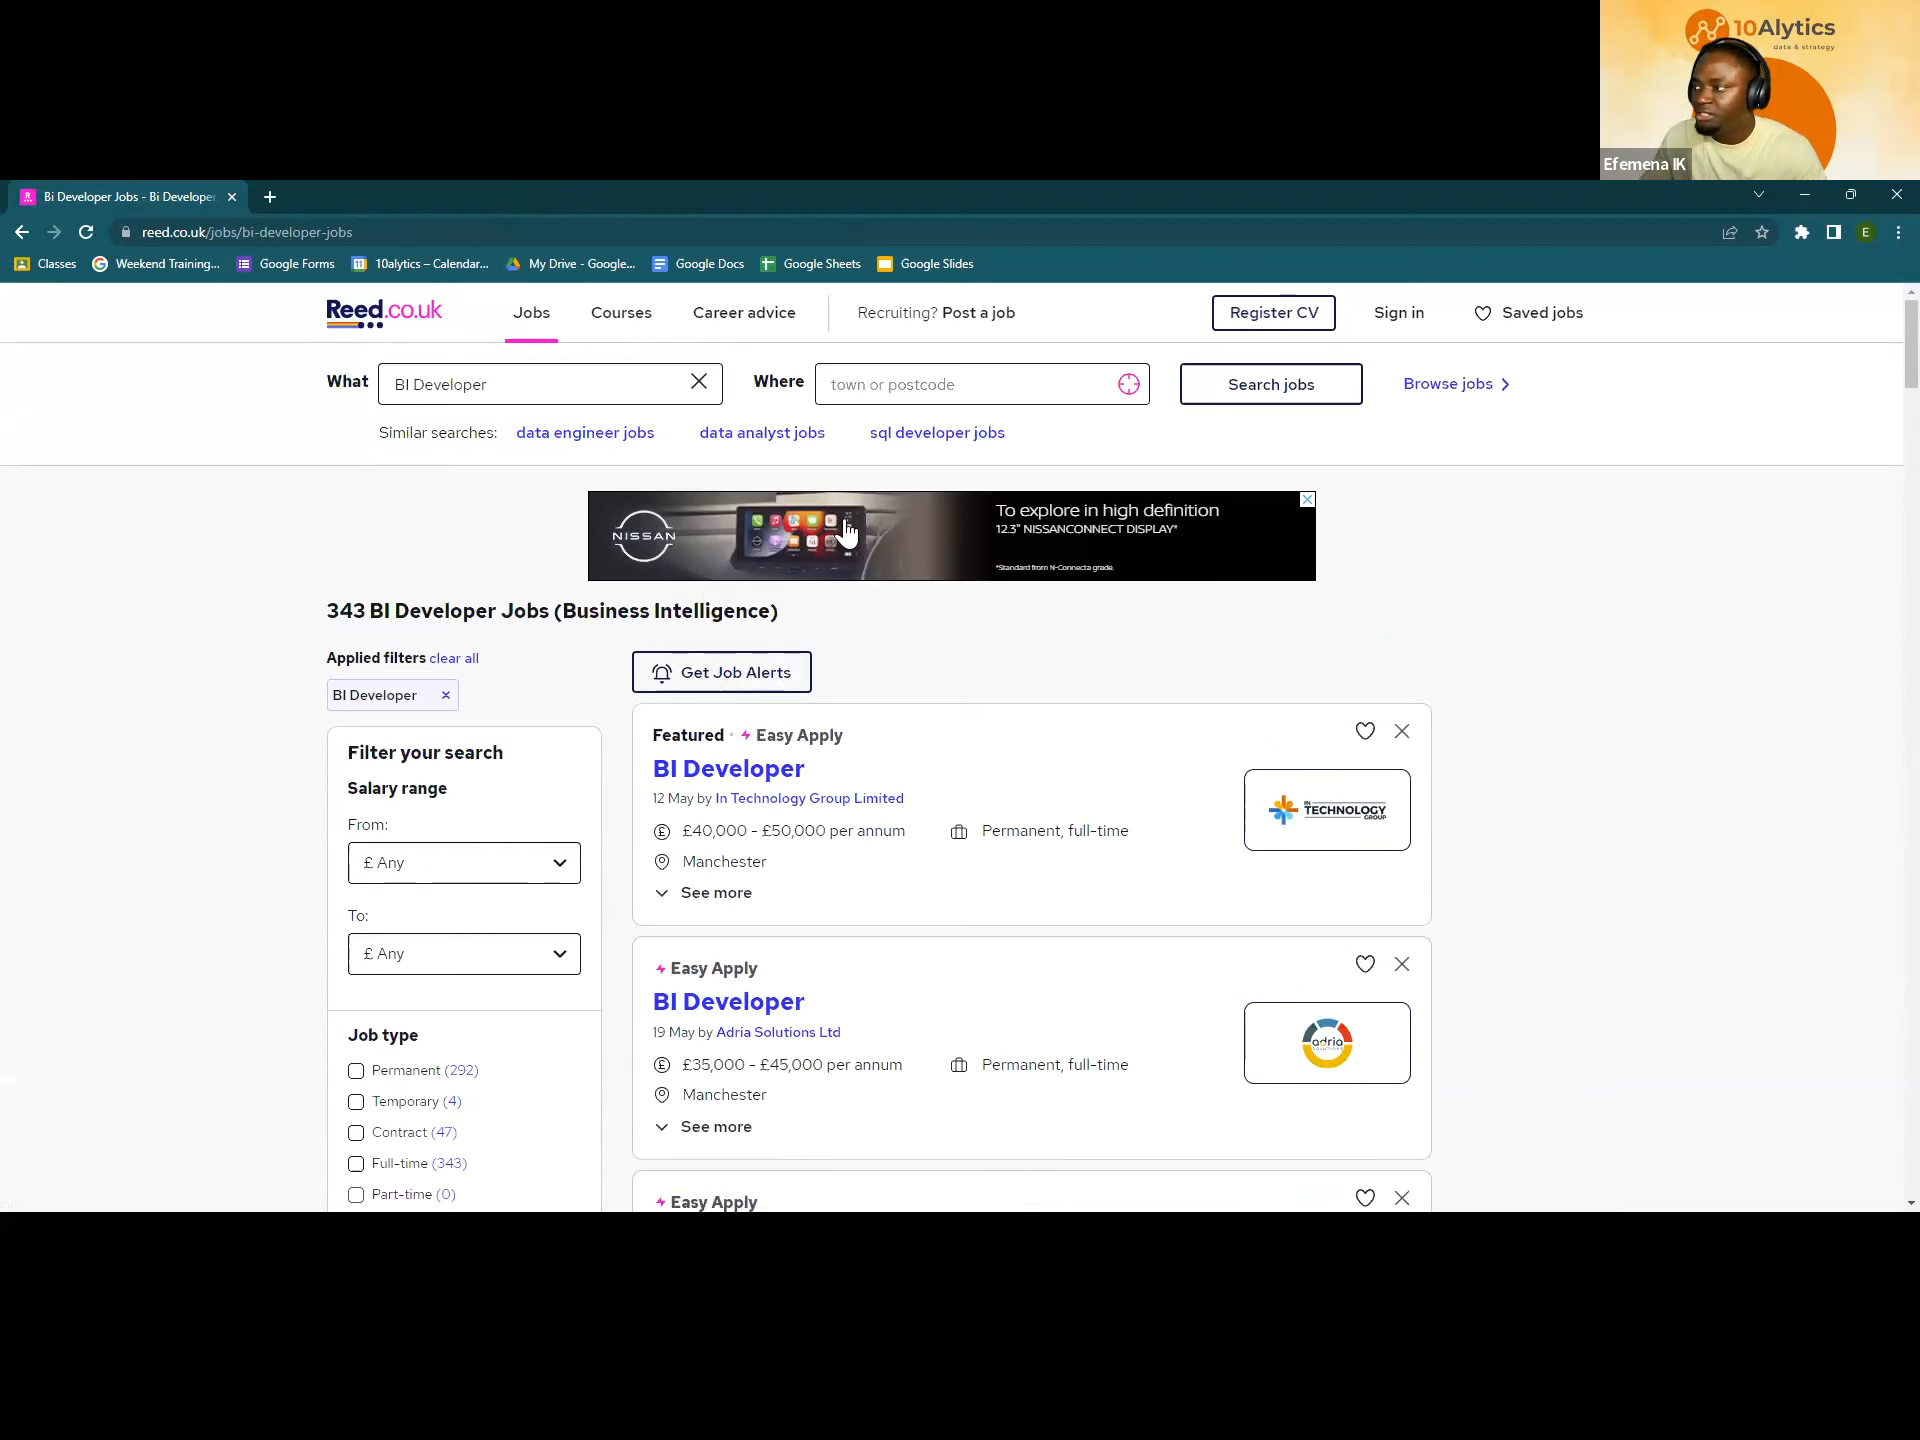 10Alytics
data & strategy
Efemena IK
Bi Developer Jobs - Bi Developer
reed.co.uk/jobs/bi-developer-jobs
E
Classes
Weekend Training...
Google Forms
10alytics – Calendar...
My Drive - Google...
Google Docs
Google Sheets
Google Slides
Reed.co.uk
Jobs
Courses
Career advice
Recruiting? Post a job
Register CV
Sign in
Saved jobs
What
BI Developer
Where
town or postcode
Search jobs
Browse jobs
Similar searches:
data engineer jobs
data analyst jobs
sql developer jobs
NISSAN
To explore in high definition
12.3" NISSANCONNECT DISPLAY*
*Standard from N-Connecta grade.
343 BI Developer Jobs (Business Intelligence)
Applied filters clear all
BI Developer
Filter your search
Salary range
From:
£ Any
To:
£ Any
Job type
Permanent (292)
Temporary (4)
Contract (47)
Full-time (343)
Part-time (0)
Get Job Alerts
Featured · Easy Apply
BI Developer
12 May by In Technology Group Limited
£40,000 - £50,000 per annum
Permanent, full-time
Manchester
See more
IN
TECHNOLOGY
GROUP
Easy Apply
BI Developer
19 May by Adria Solutions Ltd
£35,000 - £45,000 per annum
Permanent, full-time
Manchester
See more
adria
solutions
Easy Apply